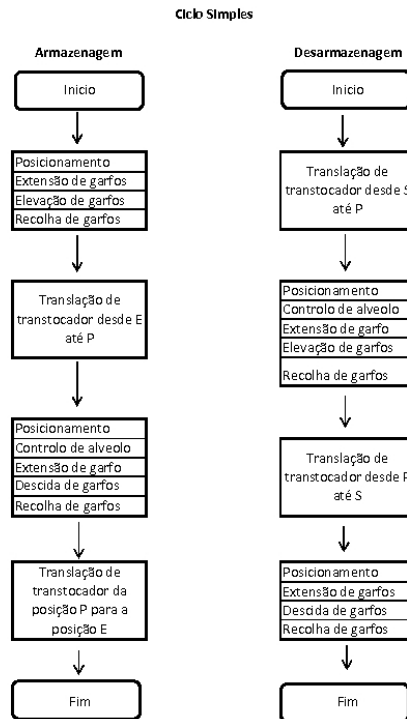 Ciclo Simples
Armazenagem
Inicio
Posicionamento
Extensão de garfos
Elevação de garfos
Recolha de garfos
Translação de
transtocador desde E
até P
Posicionamento
Controlo de alveolo
Extensão de garfo
Descida de garfos
Recolha de garfos
Translação de
transtocador da
posição P para a
posição E
Fim
Desarmazenagem
Inicio
Translação de
transtocador desde S
até P
Posicionamento
Controlo de alveolo
Extensão de garfo
Elevação de garfos
Recolha de garfos
Translação de
transtocador desde P
até S
Posicionamento
Extensão de garfos
Descida de garfos
Recolha de garfos
Fim